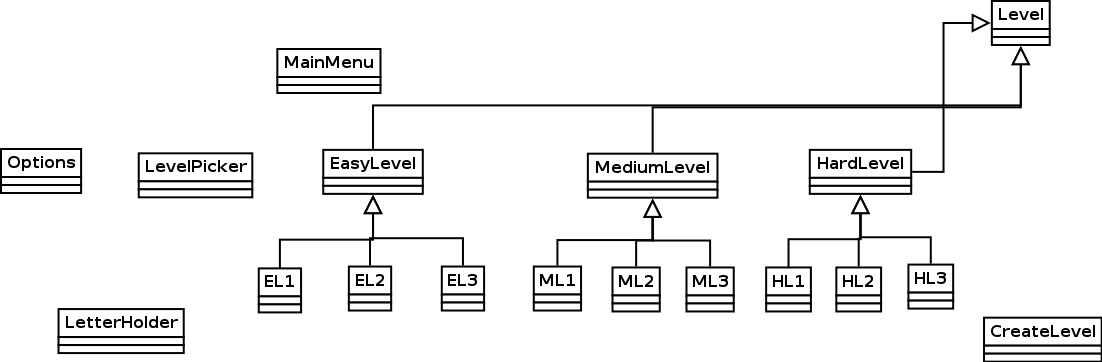 Level
MainMenu
Options
LevelPicker
EasyLevel
MediumLevel
HardLevel
EL1
EL2
EL3
ML1
ML2
ML3
HL1
HL2
HL3
LetterHolder
CreateLevel